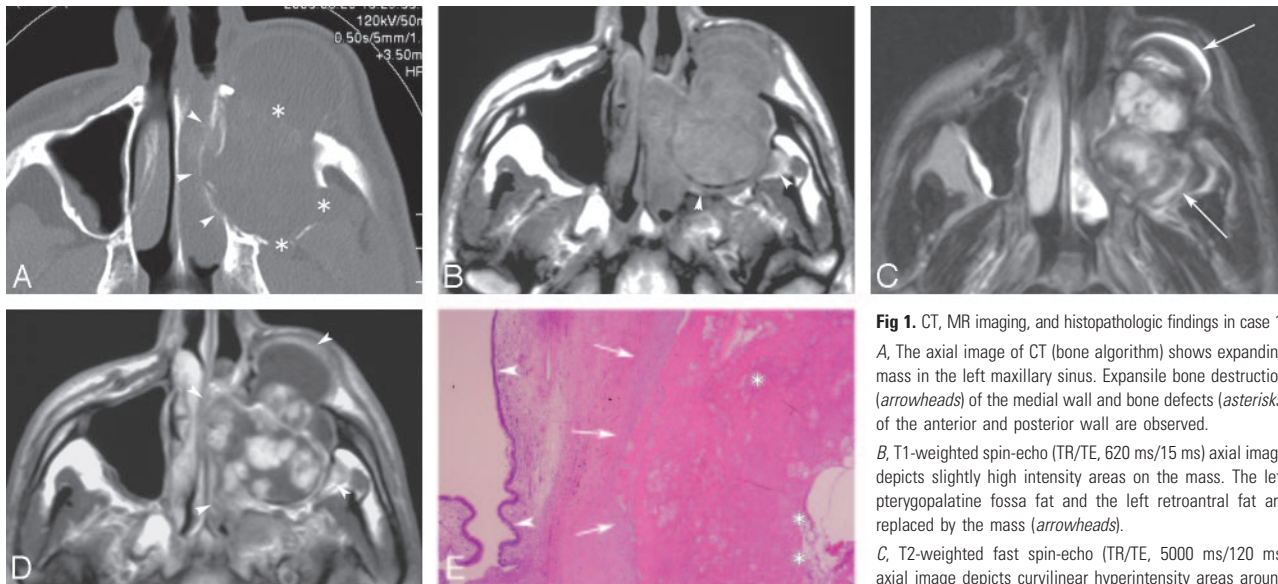 120kV/50m
0.50s/5mm/1.
+3.50m
HF
A
B
C
D
E
Fig 1. CT, MR imaging, and histopathologic findings in case 1
A, The axial image of CT (bone algorithm) shows expandin
mass in the left maxillary sinus. Expansile bone destructio
(arrowheads) of the medial wall and bone defects (asterisk
of the anterior and posterior wall are observed.
B, T1-weighted spin-echo (TR/TE, 620 ms/15 ms) axial imag
depicts slightly high intensity areas on the mass. The lef
pterygopalatine fossa fat and the left retroantral fat ar
replaced by the mass (arrowheads).
C, T2-weighted fast spin-echo (TR/TE, 5000 ms/120 ms
axial image depicts curvilinear hyperintensity areas aroun